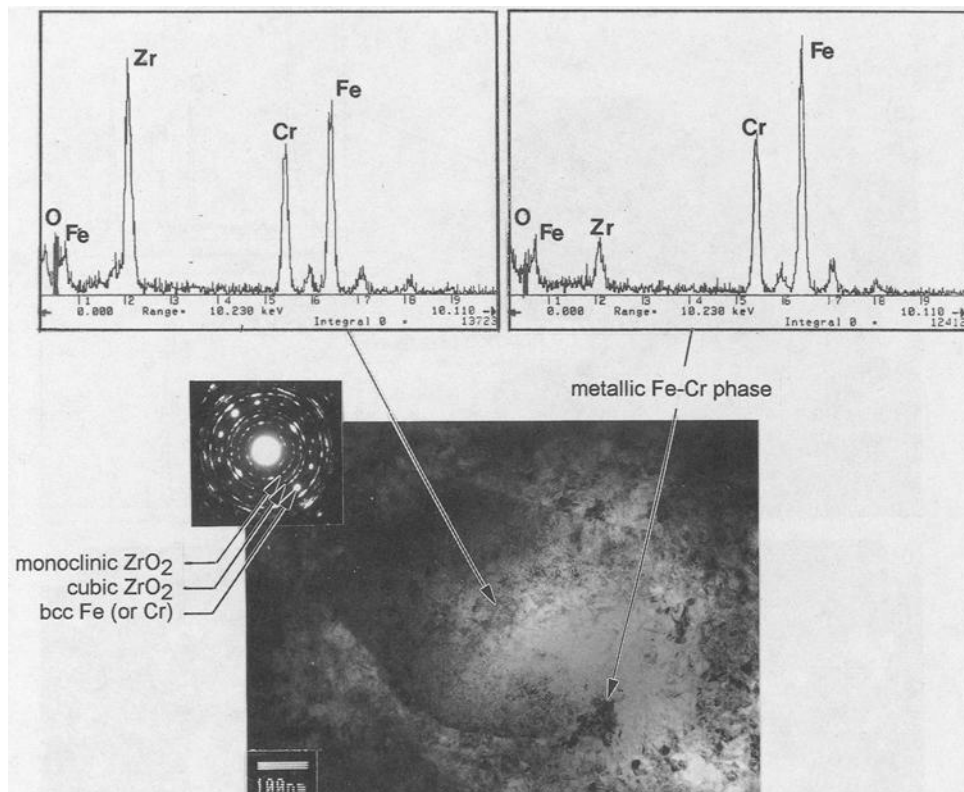 Zr
Cr
Fe
O
Fe
11 12 13 14 15 16 17 18 19
0.000 Range= 10.230 keV 10.110
Integral 0 = 13723
Fe
Cr
O
Fe
Zr
11 12 13 14 15 16 17 18 19
0.000 Range= 10.230 keV 10.110
Integral 0 = 12412
metallic Fe-Cr phase
monoclinic ZrO2
cubic ZrO2
bcc Fe (or Cr)
100nm